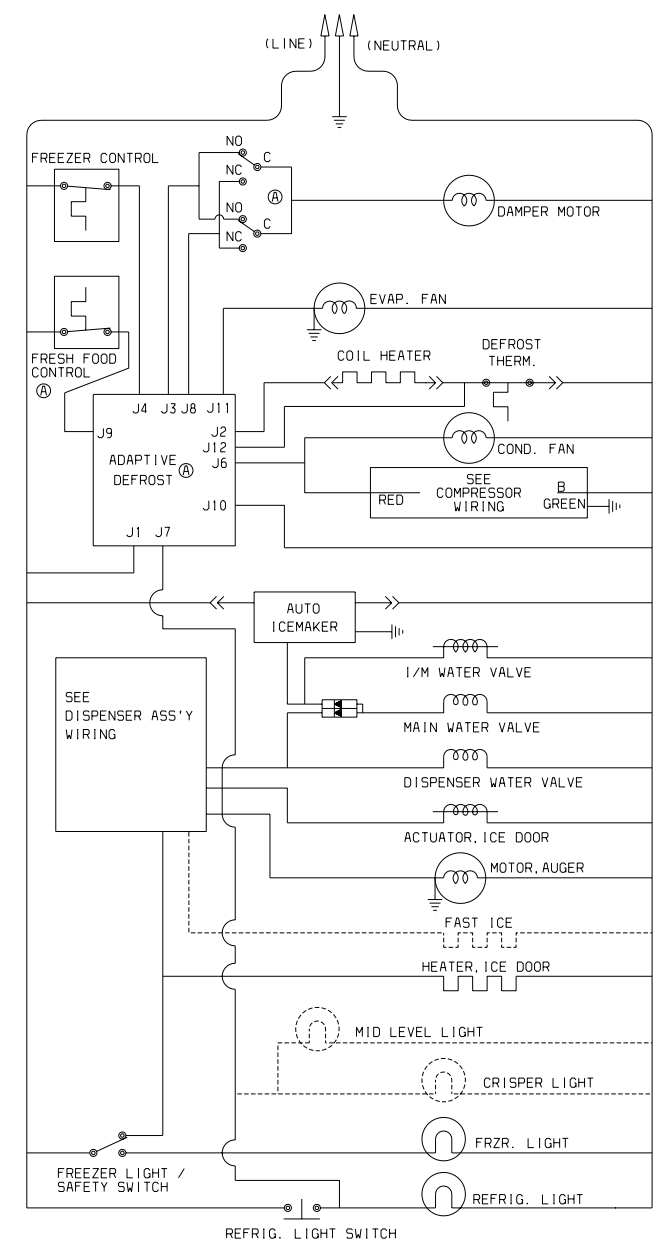 (LINE)
(NEUTRAL)
FREEZER CONTROL
NO
C
NC
Ⓐ
NO
C
NC
DAMPER MOTOR
EVAP. FAN
FRESH FOOD
CONTROL
Ⓐ
COIL HEATER
DEFROST
THERM.
J4 J3 J8 J11
J9
J2
J12
J6
ADAPTIVE
DEFROST
Ⓐ
J10
J1 J7
COND. FAN
SEE
COMPRESSOR
WIRING
RED
B
GREEN
AUTO
ICEMAKER
I/M WATER VALVE
SEE
DISPENSER ASS'Y
WIRING
MAIN WATER VALVE
DISPENSER WATER VALVE
ACTUATOR, ICE DOOR
MOTOR, AUGER
FAST ICE
HEATER, ICE DOOR
MID LEVEL LIGHT
CRISPER LIGHT
FRZR. LIGHT
FREEZER LIGHT /
SAFETY SWITCH
REFRIG. LIGHT
REFRIG. LIGHT SWITCH